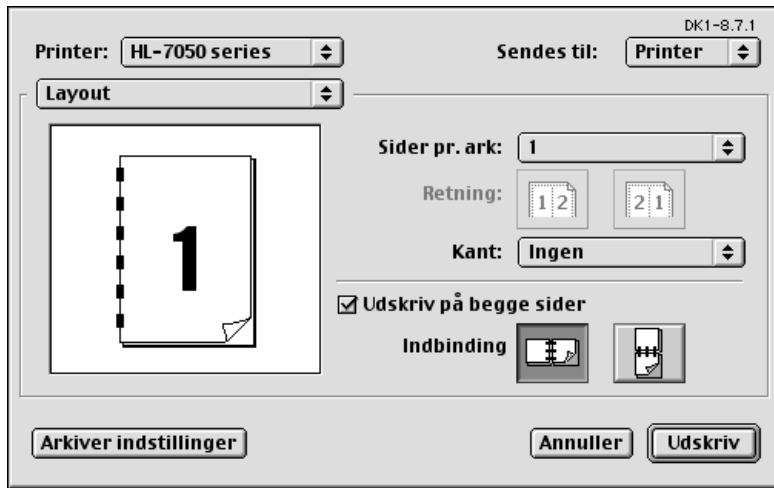 DK1-8.7.1
Printer: HL-7050 series Sendes til: Printer
Layout
1
Sider pr. ark: 1
Retning: 1 2 2 1
Kant: Ingen
Udskriv på begge sider
Indbinding
Arkiver indstillinger Annuller Udskriv